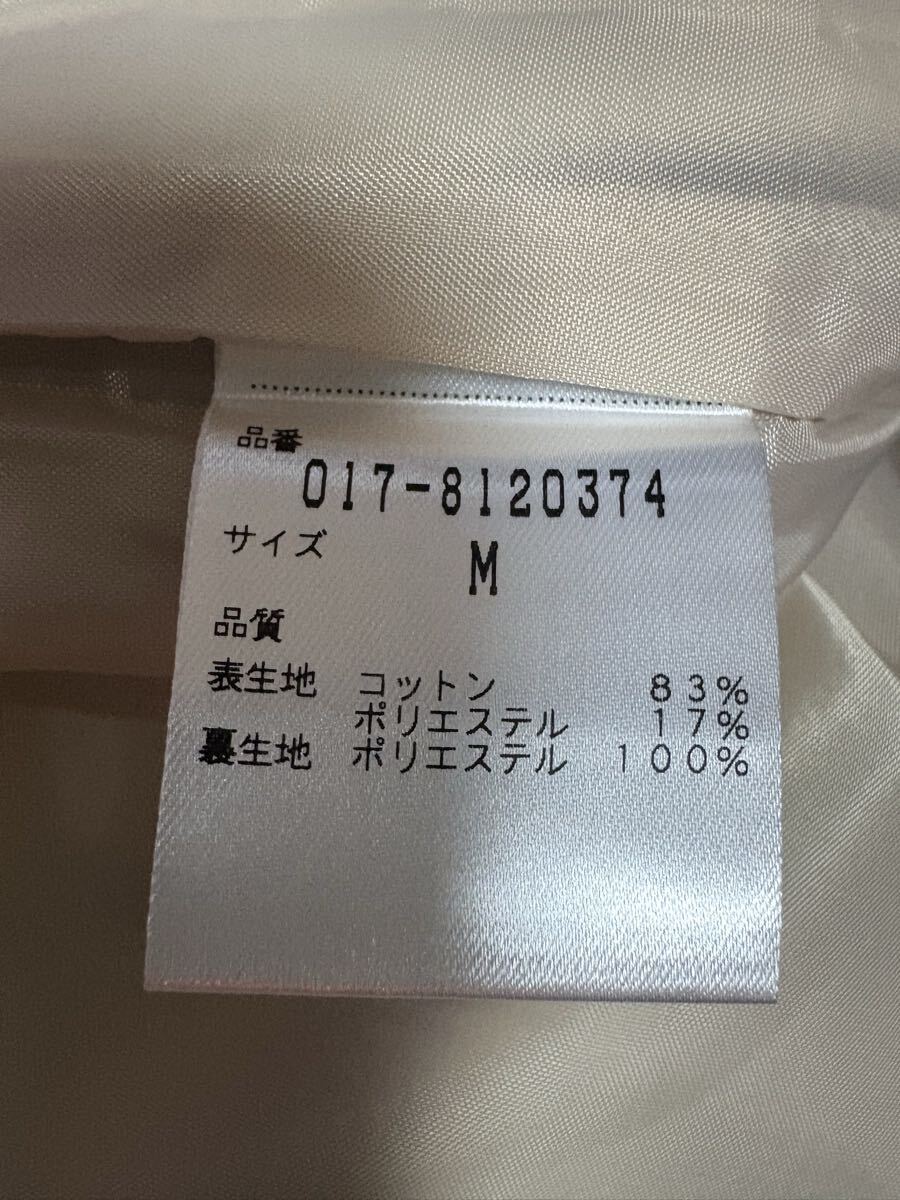 品番
017-8120374
サイズ
M
品質
表生地 コットン 83%
ポリエステル 17%
裏生地 ポリエステル 100%